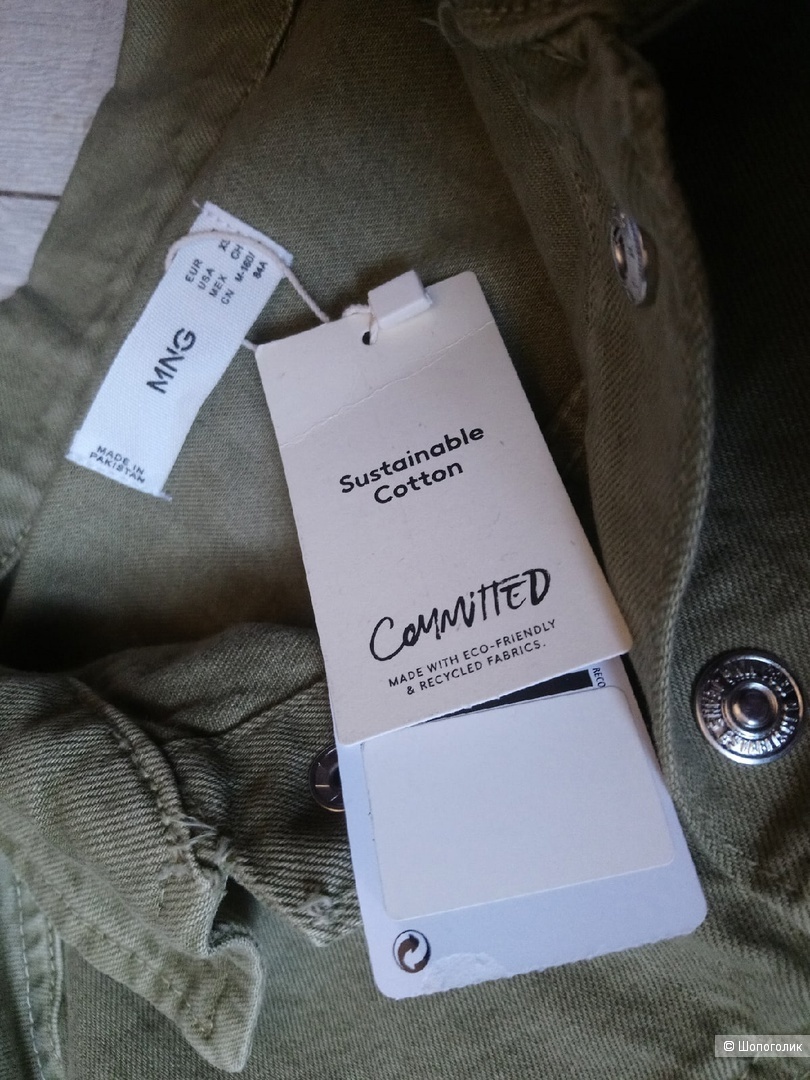 EUR XL
USA CH
MEX M-160/
CN 84A
MNG
MADE IN
PAKISTAN
Sustainable
Cotton
COMMITTED
MADE WITH ECO-FRIENDLY
& RECYCLED FABRICS.
RECO
© Шопоголик